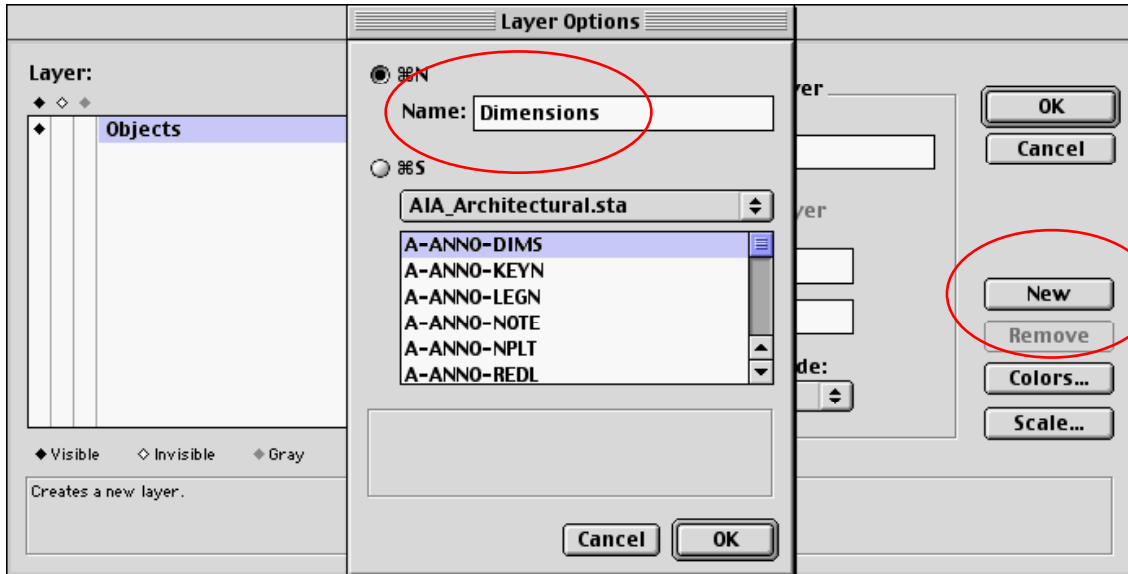 Layer Options
Layer:
Objects
Visible
Invisible
Gray
Creates a new layer.
⌘N
Name: Dimensions
⌘S
AIA_Architectural.sta
A-ANNO-DIMS
A-ANNO-KEYN
A-ANNO-LEGN
A-ANNO-NOTE
A-ANNO-NPLT
A-ANNO-REDL
Cancel
OK
yer
yer
de:
OK
Cancel
New
Remove
Colors...
Scale...